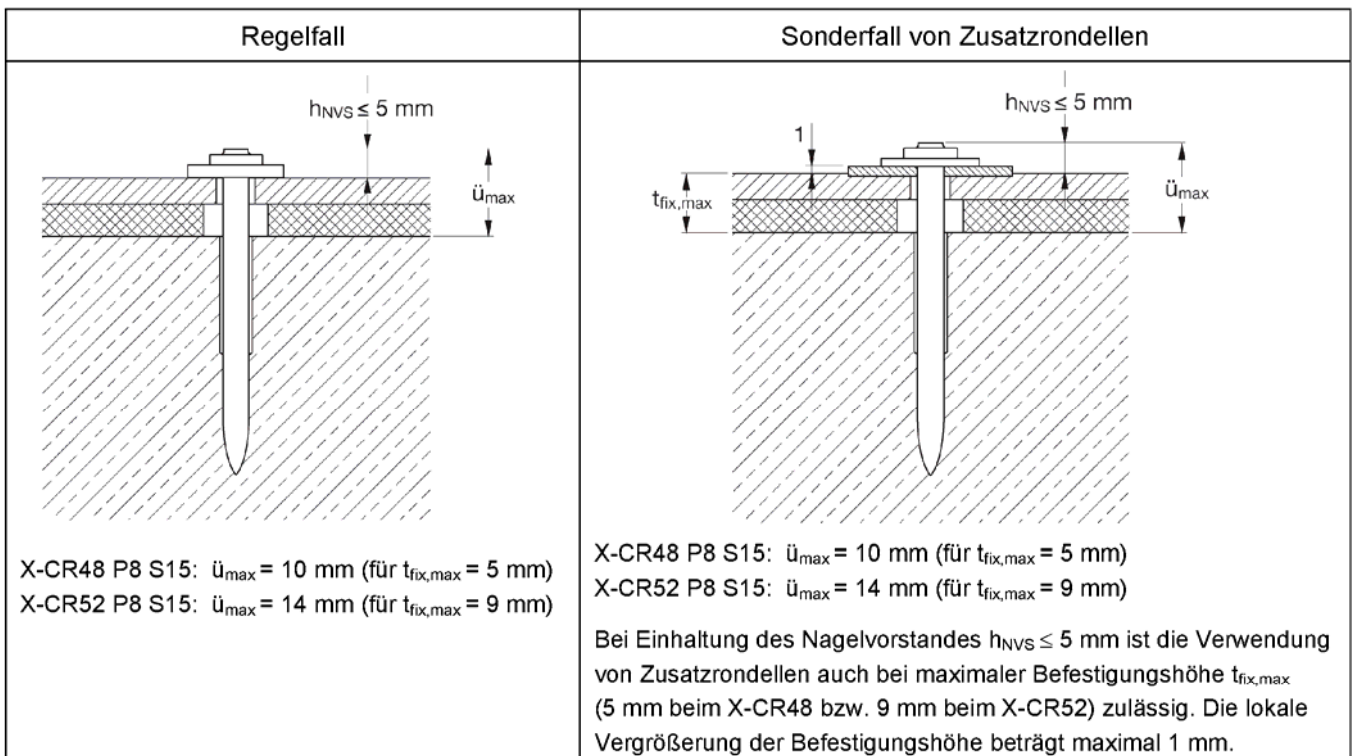 Regelfall
Sonderfall von Zusatzrondellen
hNVS ≤ 5 mm
ümax
X-CR48 P8 S15: ümax = 10 mm (für tfix,max = 5 mm)
X-CR52 P8 S15: ümax = 14 mm (für tfix,max = 9 mm)
hNVS ≤ 5 mm
1
tfix,max
ümax
X-CR48 P8 S15: ümax = 10 mm (für tfix,max = 5 mm)
X-CR52 P8 S15: ümax = 14 mm (für tfix,max = 9 mm)
Bei Einhaltung des Nagelvorstandes hNVS ≤ 5 mm ist die Verwendung
von Zusatzrondellen auch bei maximaler Befestigungshöhe tfix,max
(5 mm beim X-CR48 bzw. 9 mm beim X-CR52) zulässig. Die lokale
Vergrößerung der Befestigungshöhe beträgt maximal 1 mm.